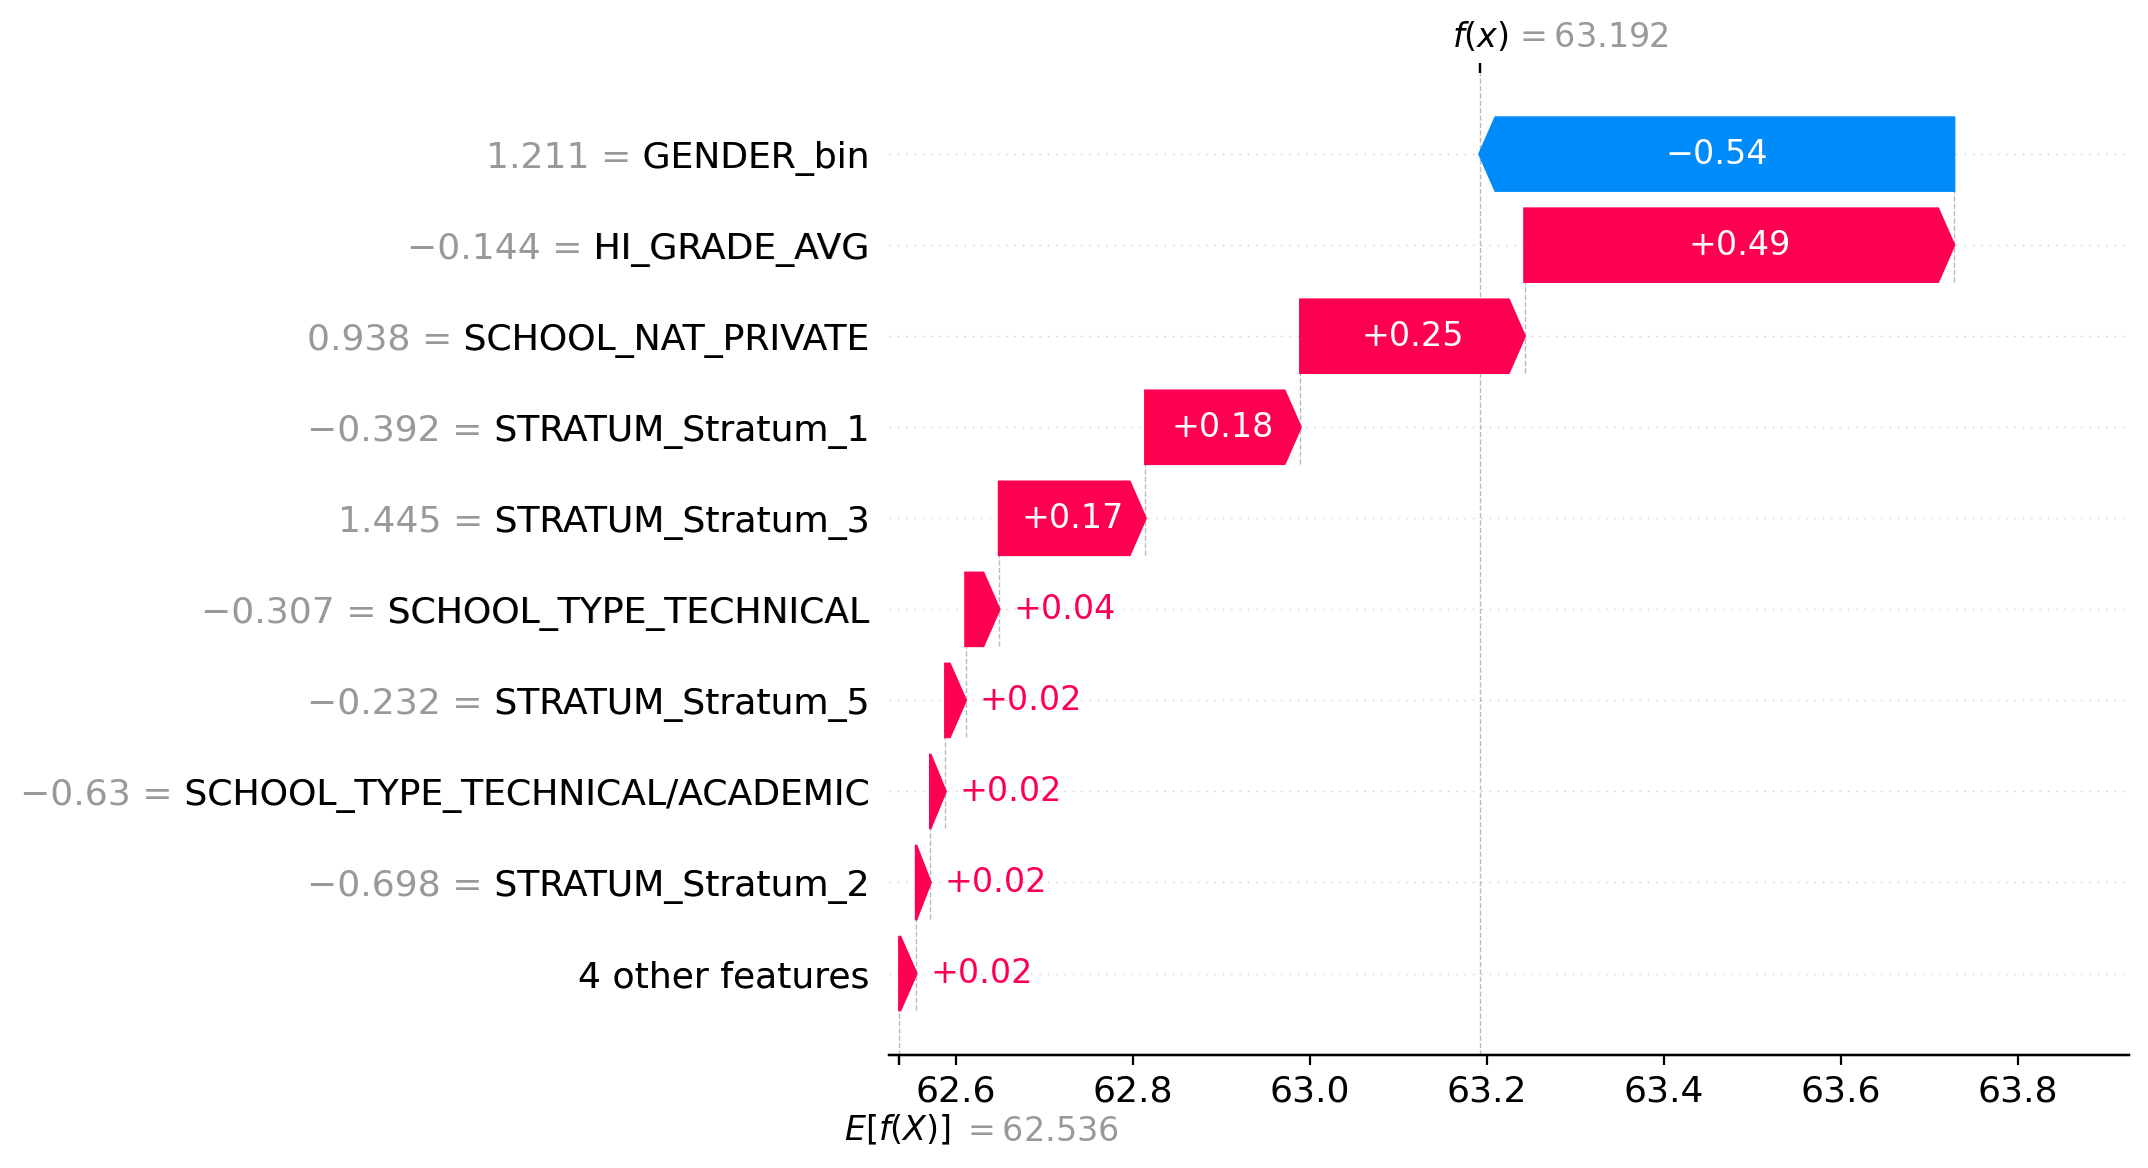 f(x) = 63.192
1.211 = GENDER_bin −0.54
−0.144 = HI_GRADE_AVG +0.49
0.938 = SCHOOL_NAT_PRIVATE +0.25
−0.392 = STRATUM_Stratum_1 +0.18
1.445 = STRATUM_Stratum_3 +0.17
−0.307 = SCHOOL_TYPE_TECHNICAL +0.04
−0.232 = STRATUM_Stratum_5 +0.02
−0.63 = SCHOOL_TYPE_TECHNICAL/ACADEMIC +0.02
−0.698 = STRATUM_Stratum_2 +0.02
4 other features +0.02
62.6 62.8 63.0 63.2 63.4 63.6 63.8
E[f(X)] = 62.536